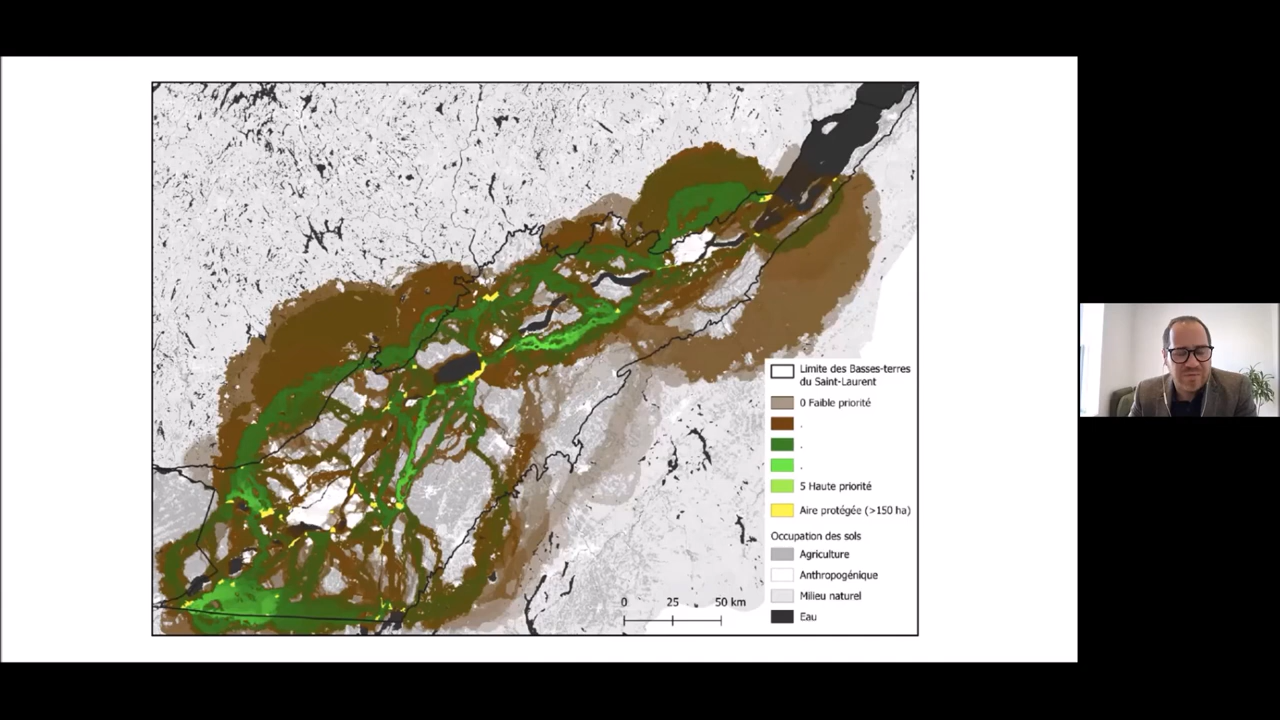 Limite des Basses-terres
du Saint-Laurent
0 Faible priorité
.
.
.
5 Haute priorité
Aire protégée (>150 ha)
Occupation des sols
Agriculture
Anthropogénique
Milieu naturel
Eau
0 25 50 km